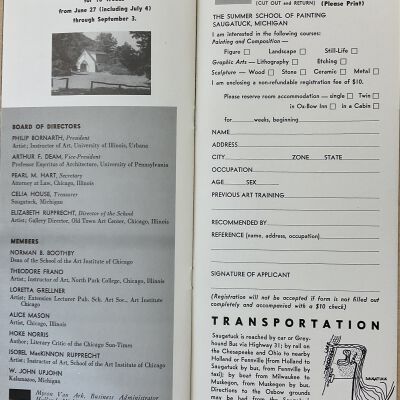 from June 27 (including July 4)
through September 3.
BOARD OF DIRECTORS
PHILIP BORNARTH, President
Artist; Instructor of Art, University of Illinois, Urbana
ARTHUR F. DEAM, Vice-President
Professor Emeritus of Architecture, University of Pennsylvania
PEARL M. HART, Secretary
Attorney at Law, Chicago, Illinois
CELIA HOUSE, Treasurer
Saugatuck, Michigan
ELIZABETH RUPPRECHT, Director of the School
Artist; Gallery Director, Old Town Art Center, Chicago, Illinois
MEMBERS
NORMAN B. BOOTHBY
Dean of the School of the Art Institute of Chicago
THEODORE FRANO
Artist; Instructor of Art, North Park College, Chicago, Illinois
LORETTA GRELLNER
Artist; Extension Lecturer Pub. Sch. Art Soc., Art Institute
Chicago
ALICE MASON
Artist, Chicago, Illinois
HOKE NORRIS
Author; Literary Critic of the Chicago Sun-Times
ISOBEL MacKINNON RUPPRECHT
Artist; Instructor of Art, School of the Art Institute of Chicago
W. JOHN UPJOHN
Kalamazoo, Michigan
Myron Van Ark, Business Administrator
(CUT OUT and RETURN) (Please Print)
THE SUMMER SCHOOL OF PAINTING
SAUGATUCK, MICHIGAN
I am interested in the following courses:
Painting and Composition—
Figure Landscape Still-Life
Graphic Arts — Lithography Etching
Sculpture — Wood Stone Ceramic Metal
I am enclosing a non-refundable registration fee of $10.
Please reserve room accommodation — single Twin
in Ox-Bow Inn in a Cabin
for weeks, beginning
NAME
ADDRESS
CITY ZONE STATE
OCCUPATION
AGE SEX
PREVIOUS ART TRAINING
RECOMMENDED BY
REFERENCE (name, address, occupation)
SIGNATURE OF APPLICANT
(Registration will not be accepted if form is not filled out
completely and accompanied with a $10 check)
TRANSPORTATION
Saugatuck is reached by car or Grey-
hound Bus via Highway 31; by rail on
the Chesapeake and Ohio to nearby
Holland or Fennville (from Holland to
Saugatuck by bus, from Fennville by
taxi); by boat from Milwaukee to
Muskegon, from Muskegon by bus.
Directions to the Oxbow grounds
may be had
SAUGATUCK